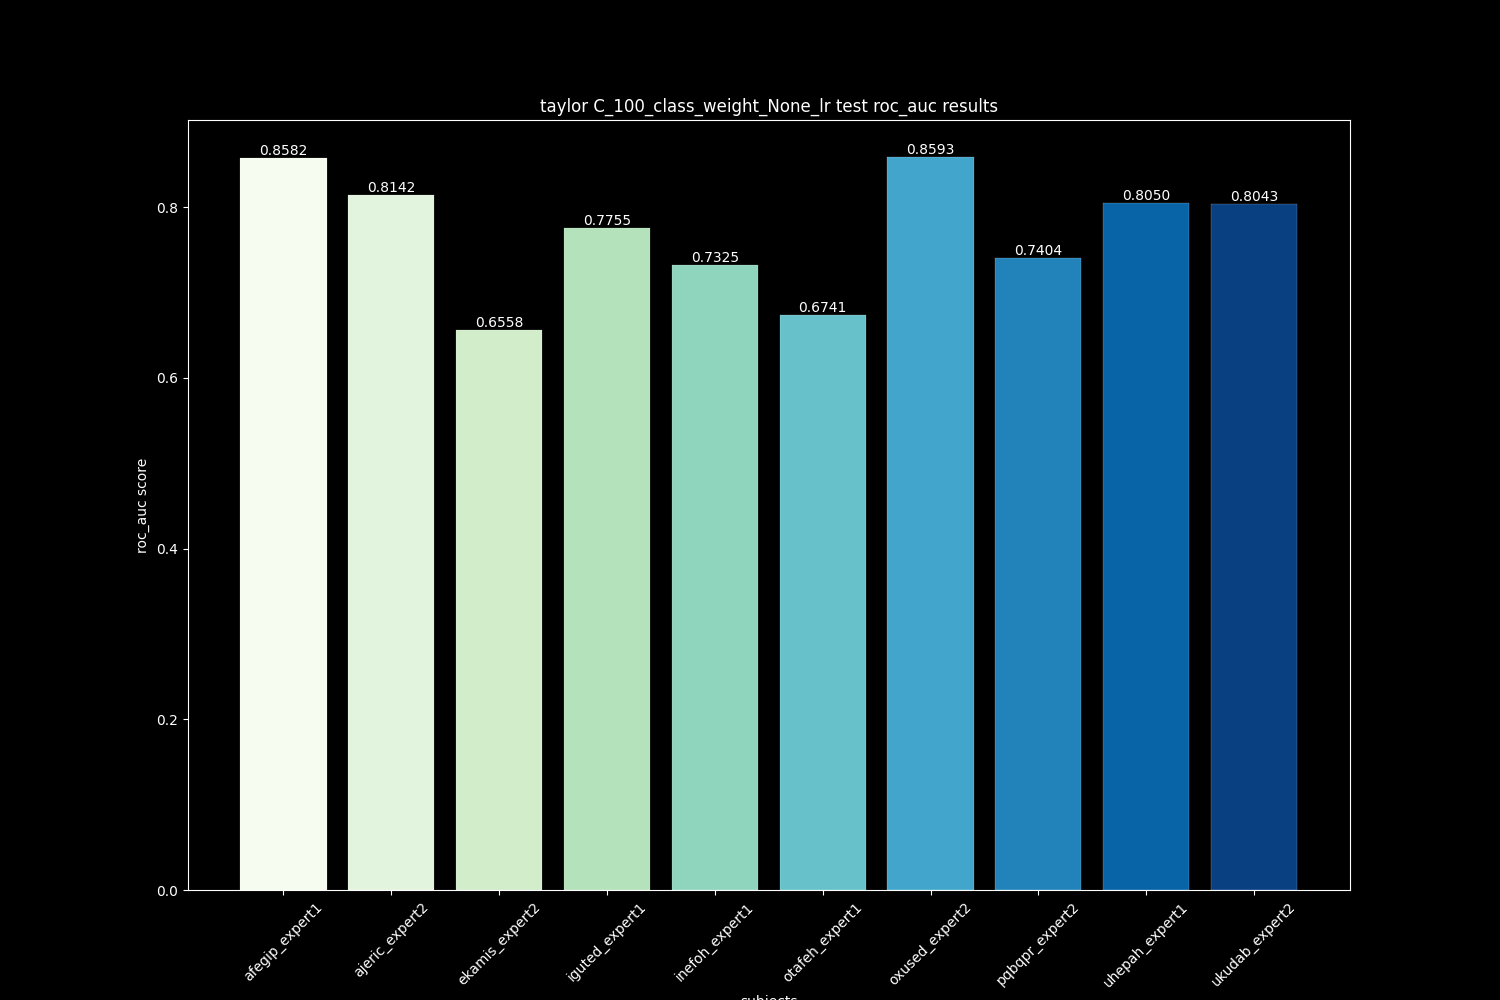 taylor C_100_class_weight_None_lr test roc_auc results
0.8582
0.8142
0.6558
0.7755
0.7325
0.6741
0.8593
0.7404
0.8050
0.8043
0.8
0.6
0.4
0.2
0.0
roc_auc score
afegip_expert1
ajeric_expert2
ekamis_expert2
iguted_expert1
inefoh_expert1
otafeh_expert1
oxused_expert2
pqbqpr_expert2
uhepah_expert1
ukudab_expert2
subjects